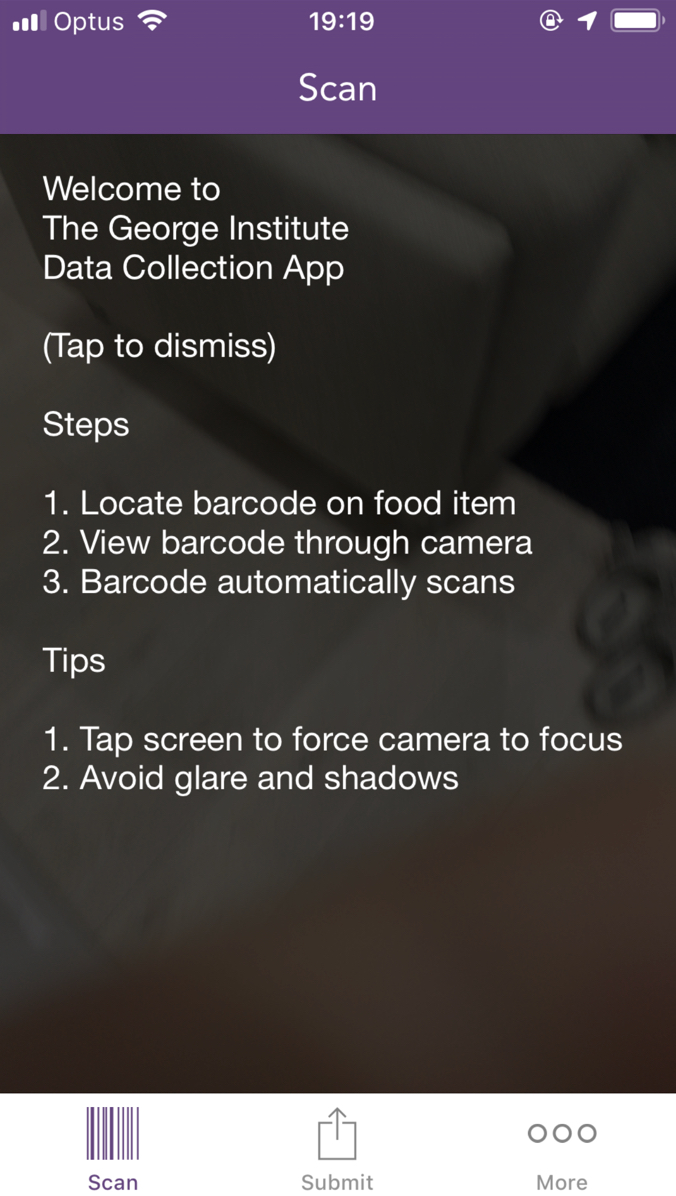 Optus 19:19
Scan
Welcome to
The George Institute
Data Collection App
(Tap to dismiss)
Steps
1. Locate barcode on food item
2. View barcode through camera
3. Barcode automatically scans
Tips
1. Tap screen to force camera to focus
2. Avoid glare and shadows
Scan Submit More